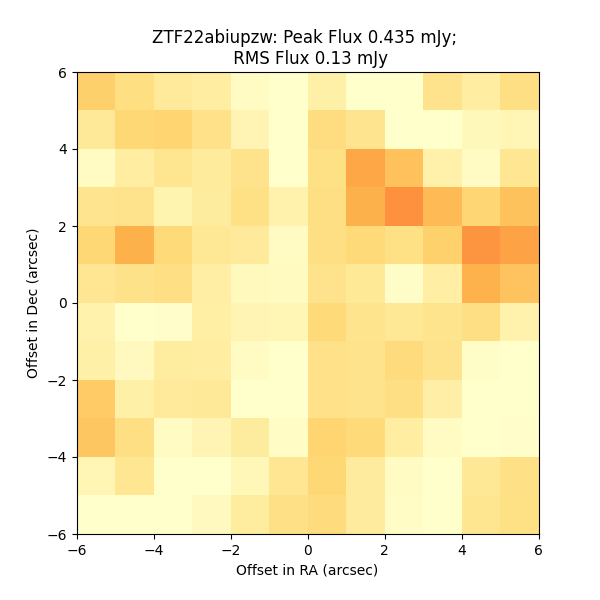 ZTF22abiupzw: Peak Flux 0.435 mJy;
RMS Flux 0.13 mJy
6
4
2
0
−2
−4
−6
Offset in Dec (arcsec)
−6 −4 −2 0 2 4 6
Offset in RA (arcsec)